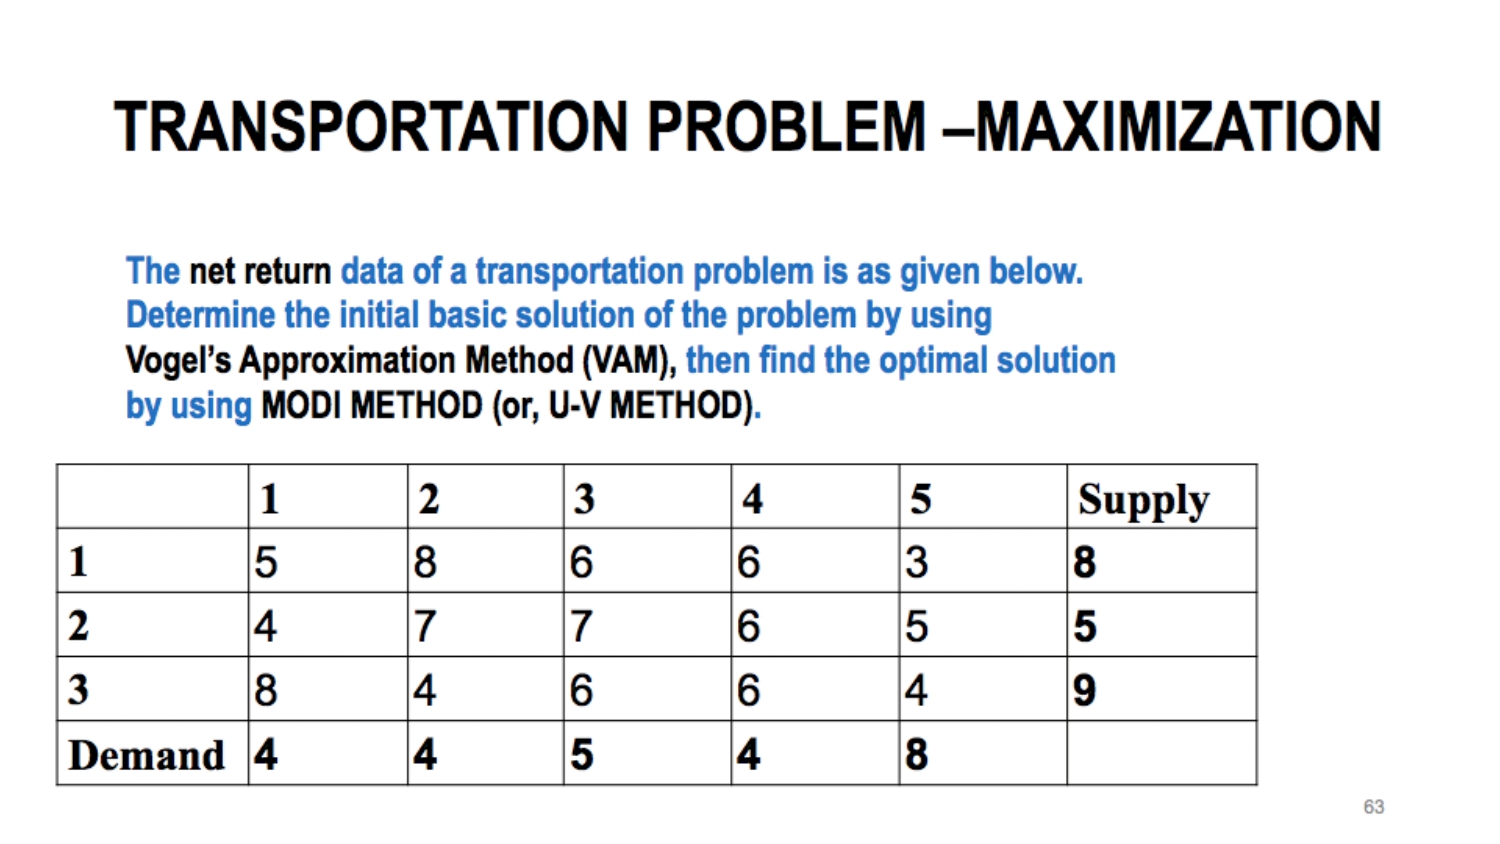 TRANSPORTATION PROBLEM –MAXIMIZATION
The net return data of a transportation problem is as given below.
Determine the initial basic solution of the problem by using
Vogel’s Approximation Method (VAM), then find the optimal solution
by using MODI METHOD (or, U-V METHOD).
1 2 3 4 5 Supply
1 5 8 6 6 3 8
2 4 7 7 6 5 5
3 8 4 6 6 4 9
Demand 4 4 5 4 8
63